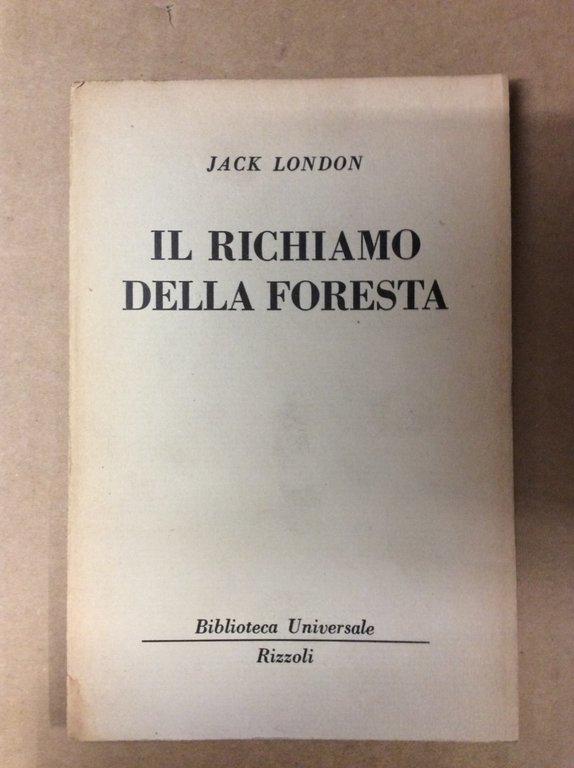 JACK LONDON
IL RICHIAMO
DELLA FORESTA
Biblioteca Universale
Rizzoli